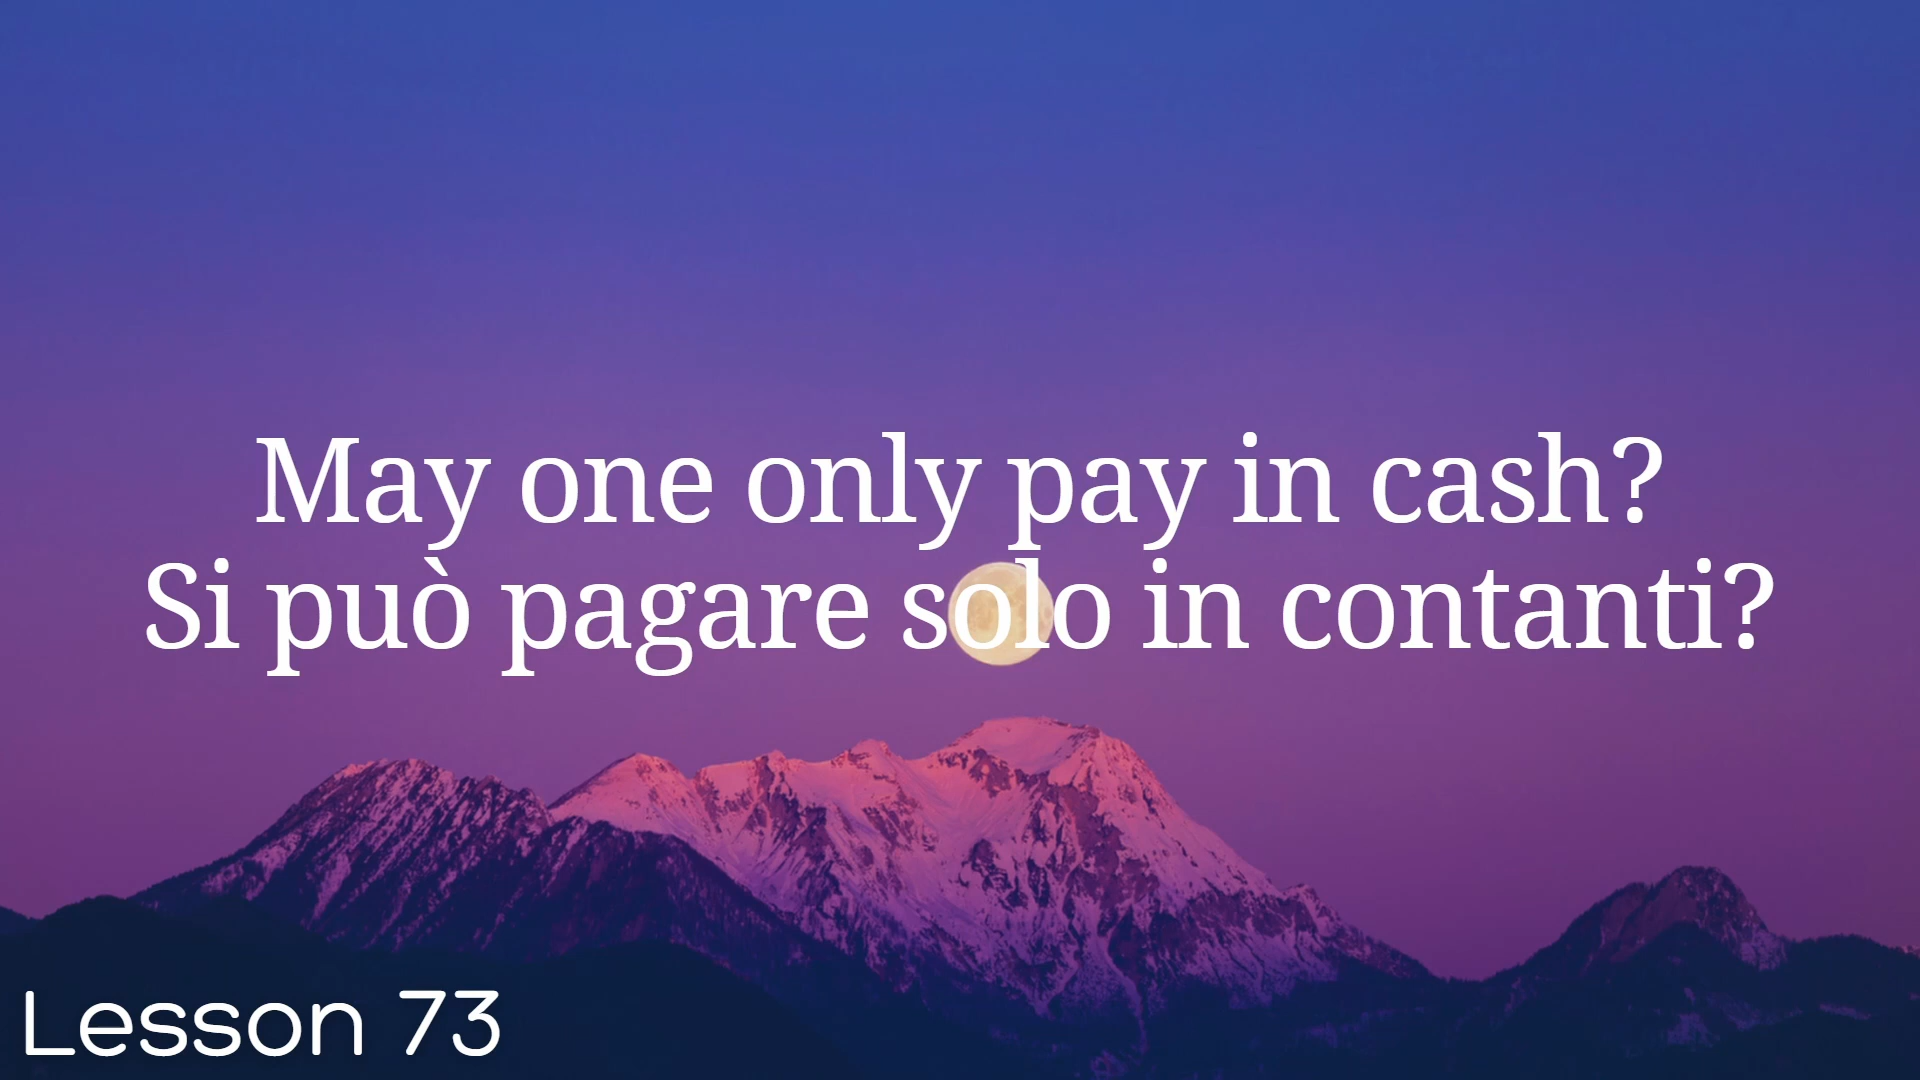 May one only pay in cash?
Si può pagare solo in contanti?
Lesson 73